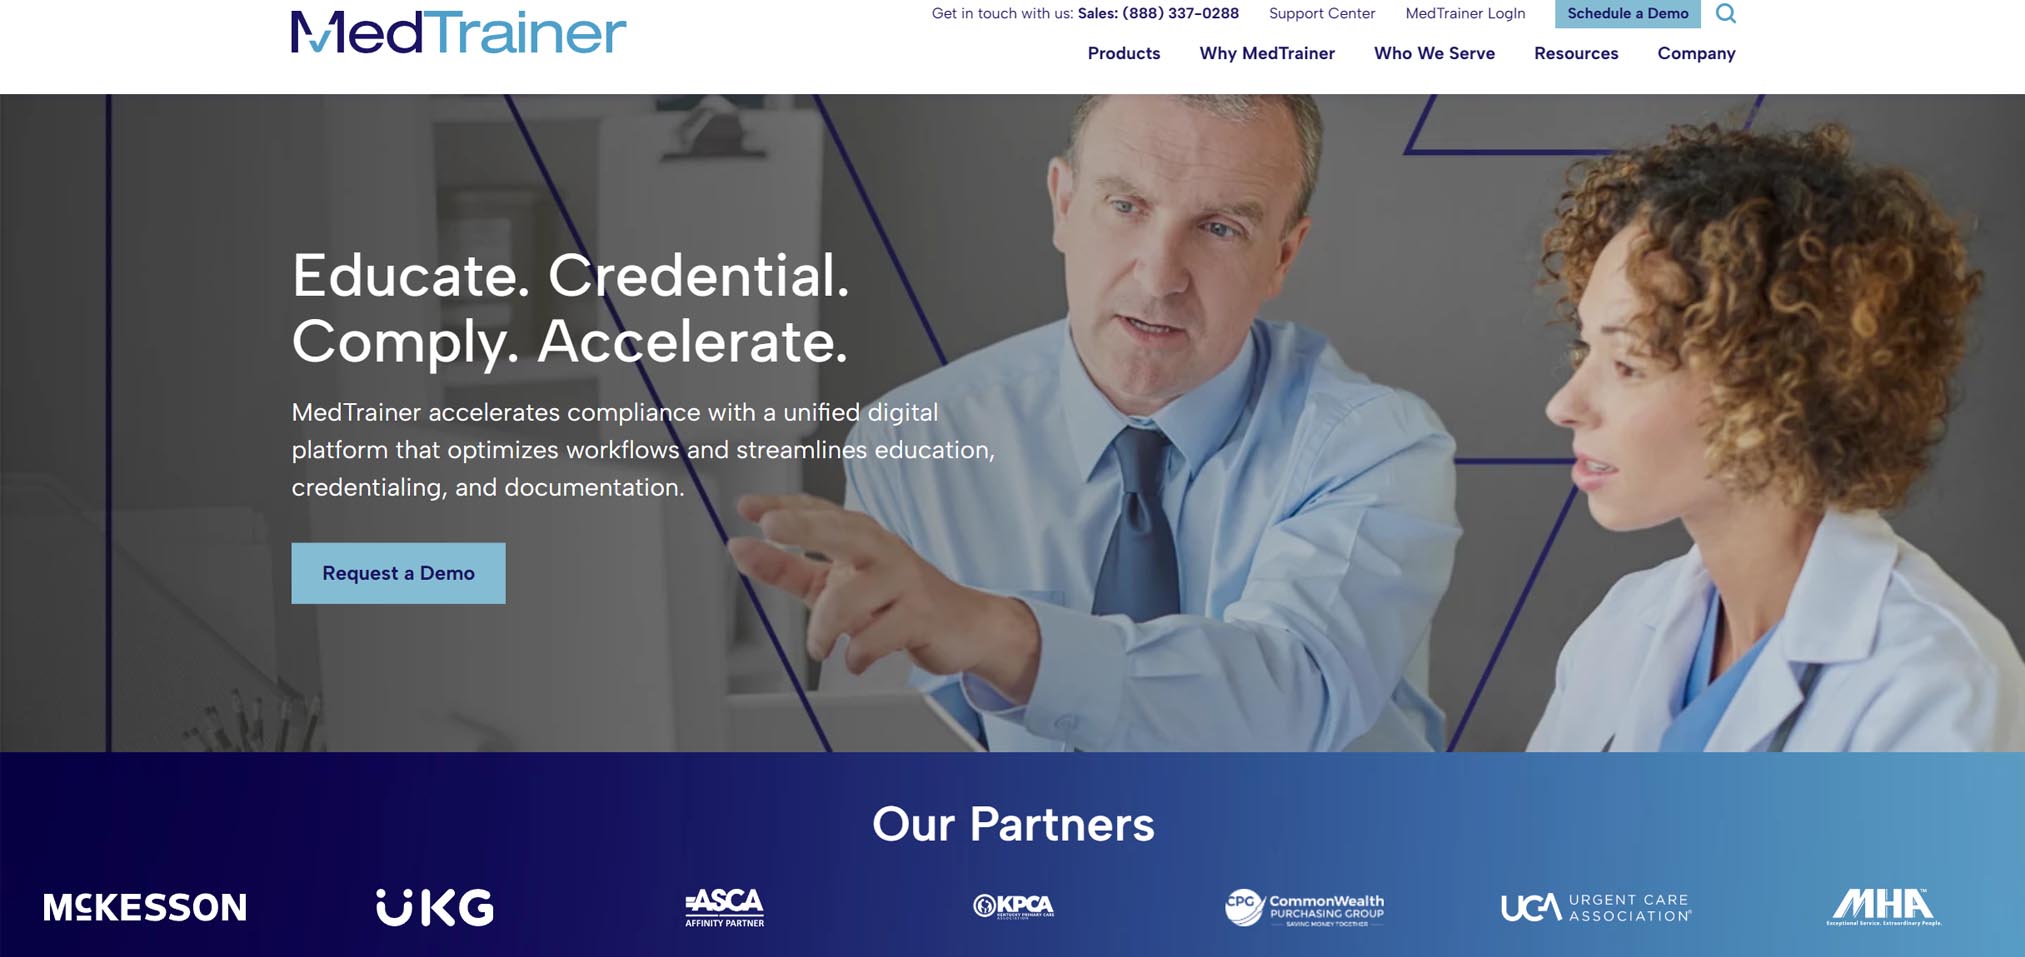 MedTrainer
Get in touch with us: Sales: (888) 337-0288
Support Center
MedTrainer LogIn
Schedule a Demo
Products
Why MedTrainer
Who We Serve
Resources
Company
Educate. Credential.
Comply. Accelerate.
MedTrainer accelerates compliance with a unified digital
platform that optimizes workflows and streamlines education,
credentialing, and documentation.
Request a Demo
Our Partners
McKESSON
UKG
ASCA
AFFINITY PARTNER
KPCA
KENTUCKY PRIMARY CARE
ASSOCIATION
CPG
CommonWealth
PURCHASING GROUP
SAVING MONEY TOGETHER
UCA
URGENT CARE
ASSOCIATION®
MHA™
Exceptional Service. Extraordinary People.